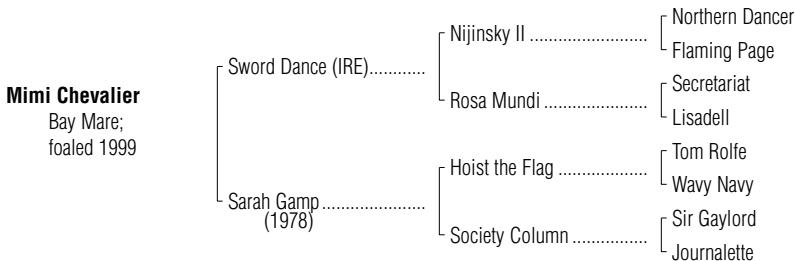 Northern Dancer
Nijinsky II ..................
Flaming Page
Sword Dance (IRE)............
Secretariat
Rosa Mundi ................
Lisadell
Mimi Chevalier
Bay Mare;
foaled 1999
Tom Rolfe
Hoist the Flag ...............
Wavy Navy
Sarah Gamp......................
(1978)
Sir Gaylord
Society Column ................
Journalette